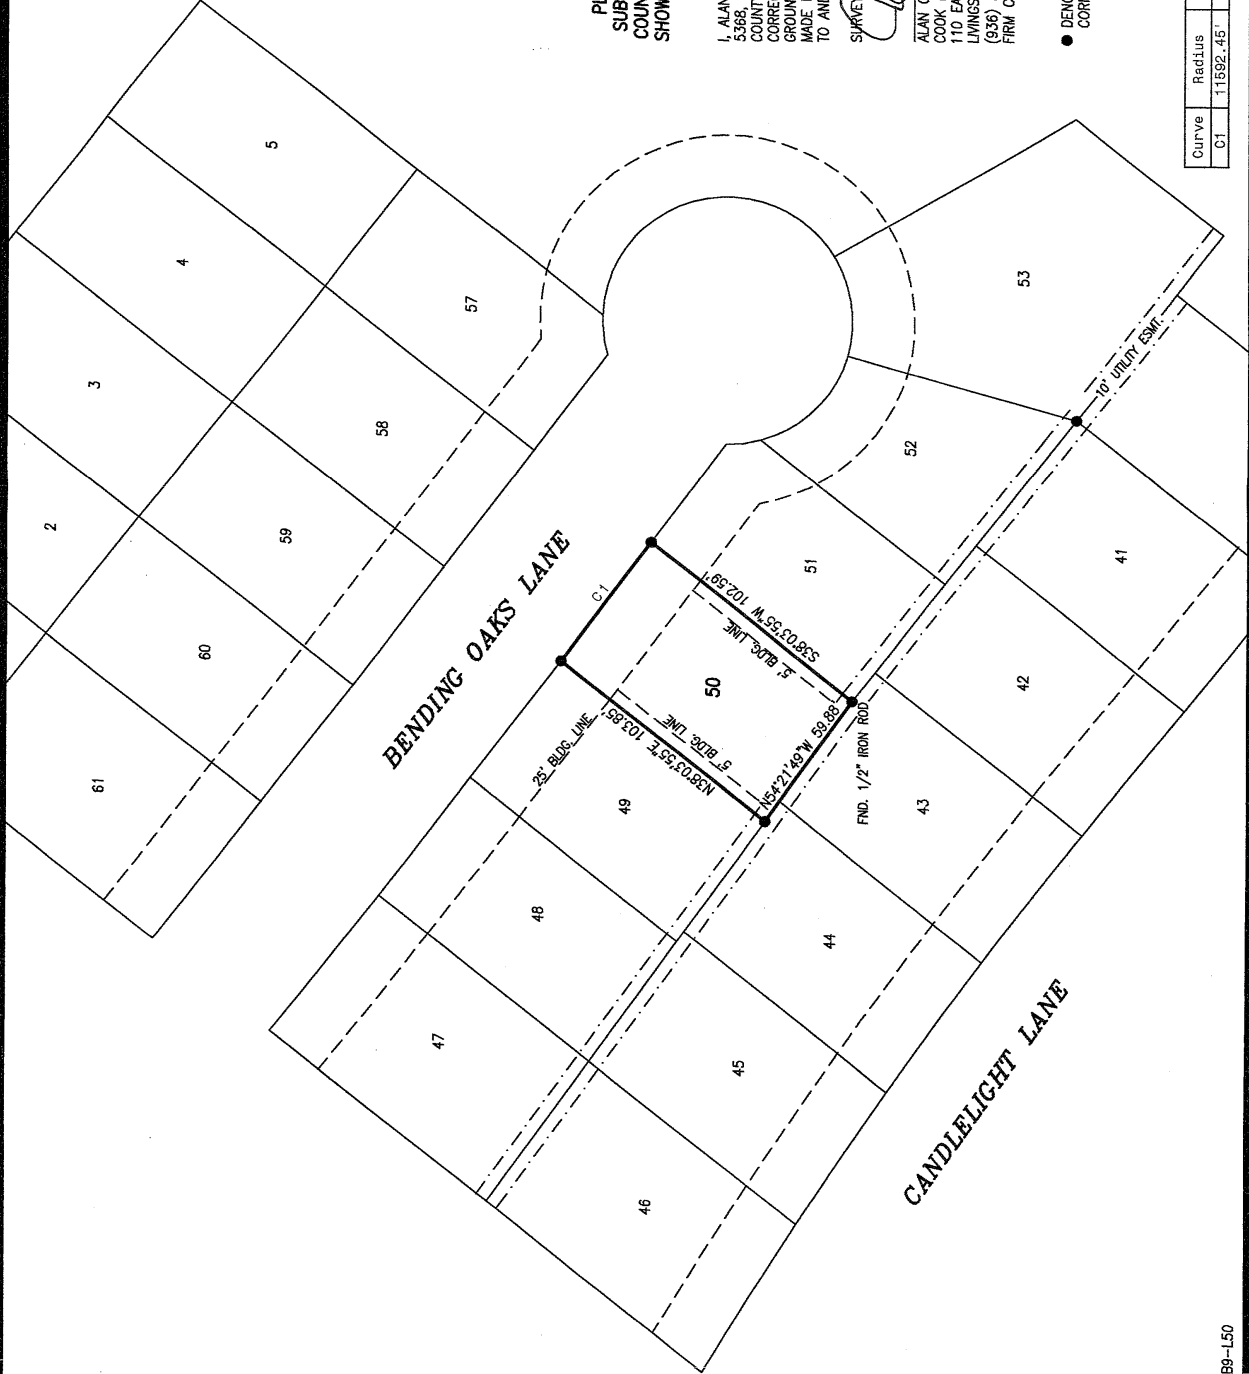 PL
SUB
COUN
SHOW
I, ALAN
5368,
COUNT
CORRE
GROUN
MADE
TO AND
SURVEY
ALAN
COOK
110 EA
LIVINGS
(936)
FIRM
● DENO
CORN
Curve Radius
C1 11592.45'
5
4
3
2
57
58
59
60
61
BENDING OAKS LANE
C1
53
52
51
50
49
48
47
25' BLDG. LINE
5' BLDG. LINE
5' BLDG. LINE
N38°03'55"E 103.85'
S38°03'55"W 102.59'
N54°21'49"W 59.88'
FND. 1/2" IRON ROD
10' UTILITY ESMT.
41
42
43
44
45
46
CANDLELIGHT LANE
B9-L50